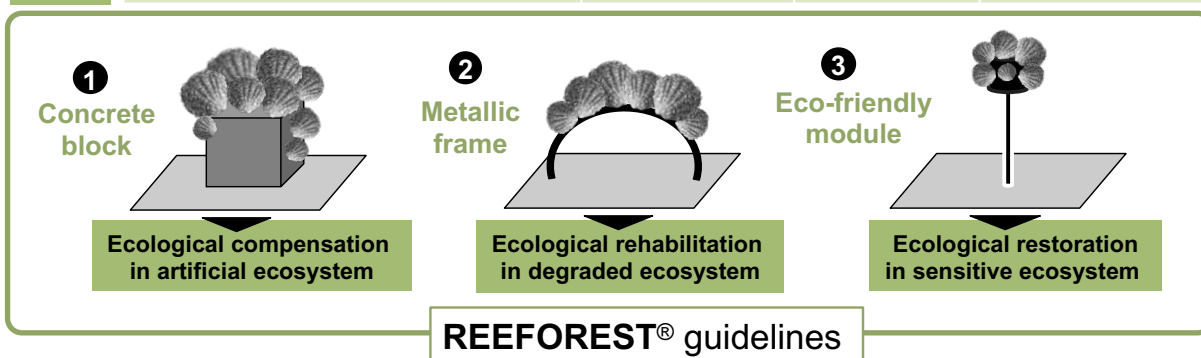 1
Concrete
block
2
Metallic
frame
3
Eco-friendly
module
Ecological compensation
in artificial ecosystem
Ecological rehabilitation
in degraded ecosystem
Ecological restoration
in sensitive ecosystem
REEFOREST® guidelines